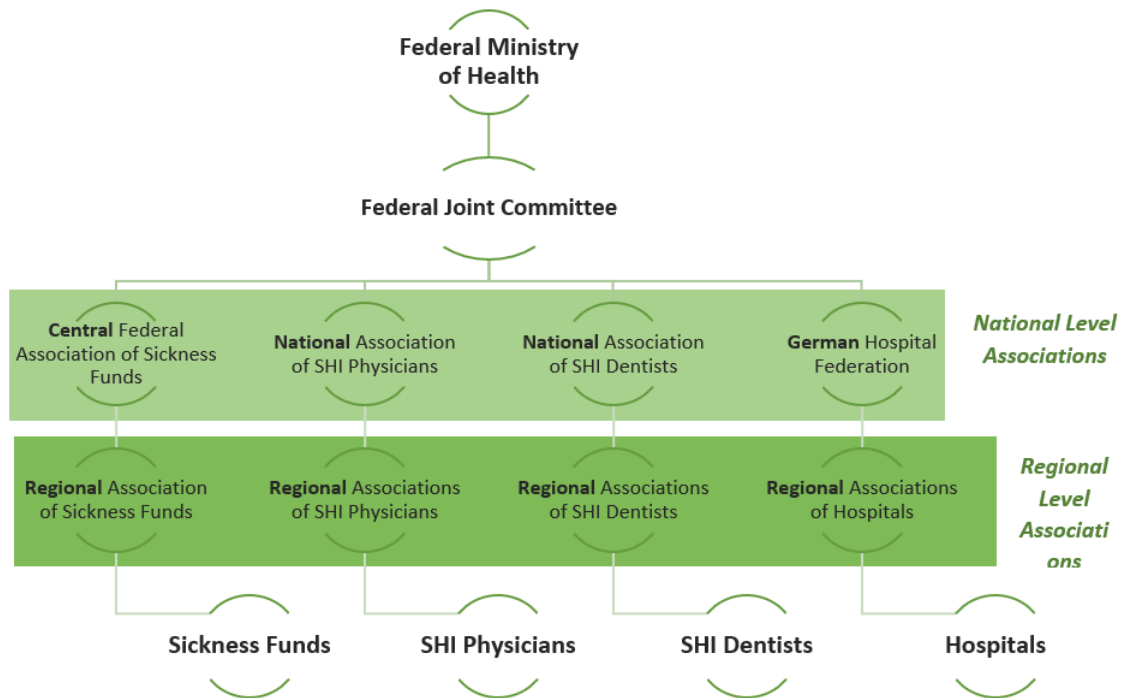 Federal Ministry
of Health
Federal Joint Committee
Central Federal
Association of Sickness
Funds
National Association
of SHI Physicians
National Association
of SHI Dentists
German Hospital
Federation
National Level
Associations
Regional Association
of Sickness Funds
Regional Associations
of SHI Physicians
Regional Associations
of SHI Dentists
Regional Associations
of Hospitals
Regional
Level
Associati
ons
Sickness Funds
SHI Physicians
SHI Dentists
Hospitals